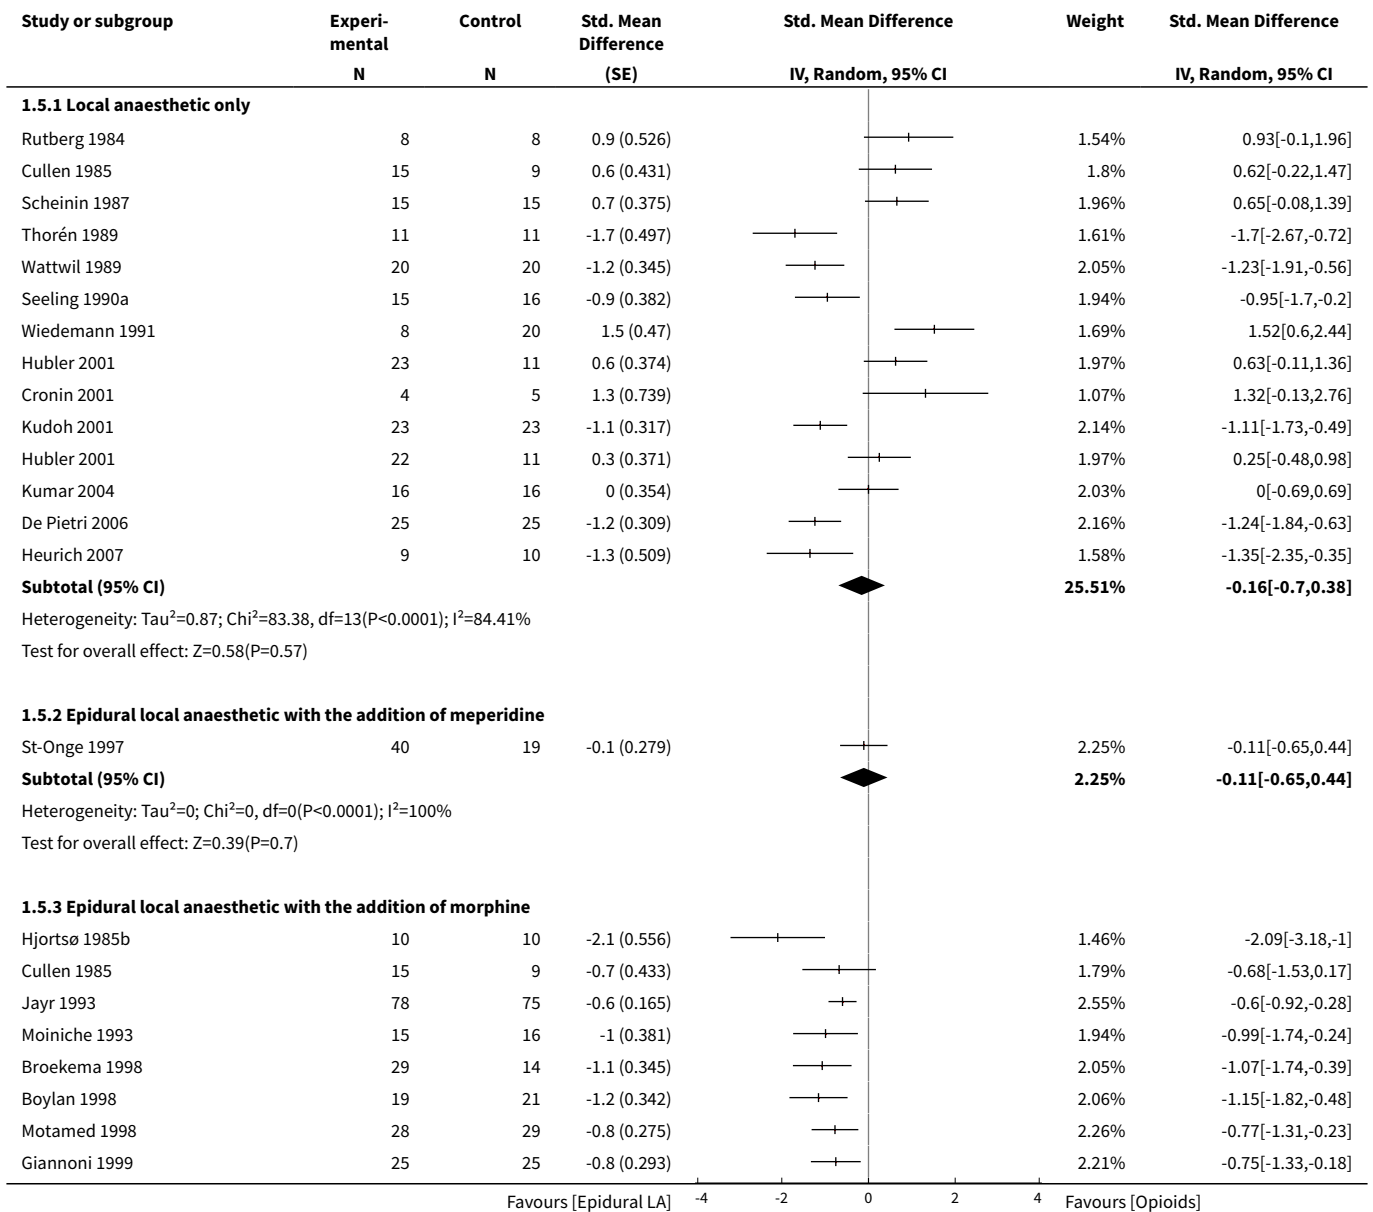 Study or subgroup Experi- Control Std. Mean Std. Mean Difference Weight Std. Mean Difference
mental Difference
N N (SE) IV, Random, 95% CI IV, Random, 95% CI
1.5.1 Local anaesthetic only
Rutberg 1984 8 8 0.9 (0.526) 1.54% 0.93[-0.1,1.96]
Cullen 1985 15 9 0.6 (0.431) 1.8% 0.62[-0.22,1.47]
Scheinin 1987 15 15 0.7 (0.375) 1.96% 0.65[-0.08,1.39]
Thorén 1989 11 11 -1.7 (0.497) 1.61% -1.7[-2.67,-0.72]
Wattwil 1989 20 20 -1.2 (0.345) 2.05% -1.23[-1.91,-0.56]
Seeling 1990a 15 16 -0.9 (0.382) 1.94% -0.95[-1.7,-0.2]
Wiedemann 1991 8 20 1.5 (0.47) 1.69% 1.52[0.6,2.44]
Hubler 2001 23 11 0.6 (0.374) 1.97% 0.63[-0.11,1.36]
Cronin 2001 4 5 1.3 (0.739) 1.07% 1.32[-0.13,2.76]
Kudoh 2001 23 23 -1.1 (0.317) 2.14% -1.11[-1.73,-0.49]
Hubler 2001 22 11 0.3 (0.371) 1.97% 0.25[-0.48,0.98]
Kumar 2004 16 16 0 (0.354) 2.03% 0[-0.69,0.69]
De Pietri 2006 25 25 -1.2 (0.309) 2.16% -1.24[-1.84,-0.63]
Heurich 2007 9 10 -1.3 (0.509) 1.58% -1.35[-2.35,-0.35]
Subtotal (95% CI) 25.51% -0.16[-0.7,0.38]
Heterogeneity: Tau²=0.87; Chi²=83.38, df=13(P<0.0001); I²=84.41%
Test for overall effect: Z=0.58(P=0.57)
1.5.2 Epidural local anaesthetic with the addition of meperidine
St-Onge 1997 40 19 -0.1 (0.279) 2.25% -0.11[-0.65,0.44]
Subtotal (95% CI) 2.25% -0.11[-0.65,0.44]
Heterogeneity: Tau²=0; Chi²=0, df=0(P<0.0001); I²=100%
Test for overall effect: Z=0.39(P=0.7)
1.5.3 Epidural local anaesthetic with the addition of morphine
Hjortsø 1985b 10 10 -2.1 (0.556) 1.46% -2.09[-3.18,-1]
Cullen 1985 15 9 -0.7 (0.433) 1.79% -0.68[-1.53,0.17]
Jayr 1993 78 75 -0.6 (0.165) 2.55% -0.6[-0.92,-0.28]
Moiniche 1993 15 16 -1 (0.381) 1.94% -0.99[-1.74,-0.24]
Broekema 1998 29 14 -1.1 (0.345) 2.05% -1.07[-1.74,-0.39]
Boylan 1998 19 21 -1.2 (0.342) 2.06% -1.15[-1.82,-0.48]
Motamed 1998 28 29 -0.8 (0.275) 2.26% -0.77[-1.31,-0.23]
Giannoni 1999 25 25 -0.8 (0.293) 2.21% -0.75[-1.33,-0.18]
Favours [Epidural LA] -4 -2 0 2 4 Favours [Opioids]